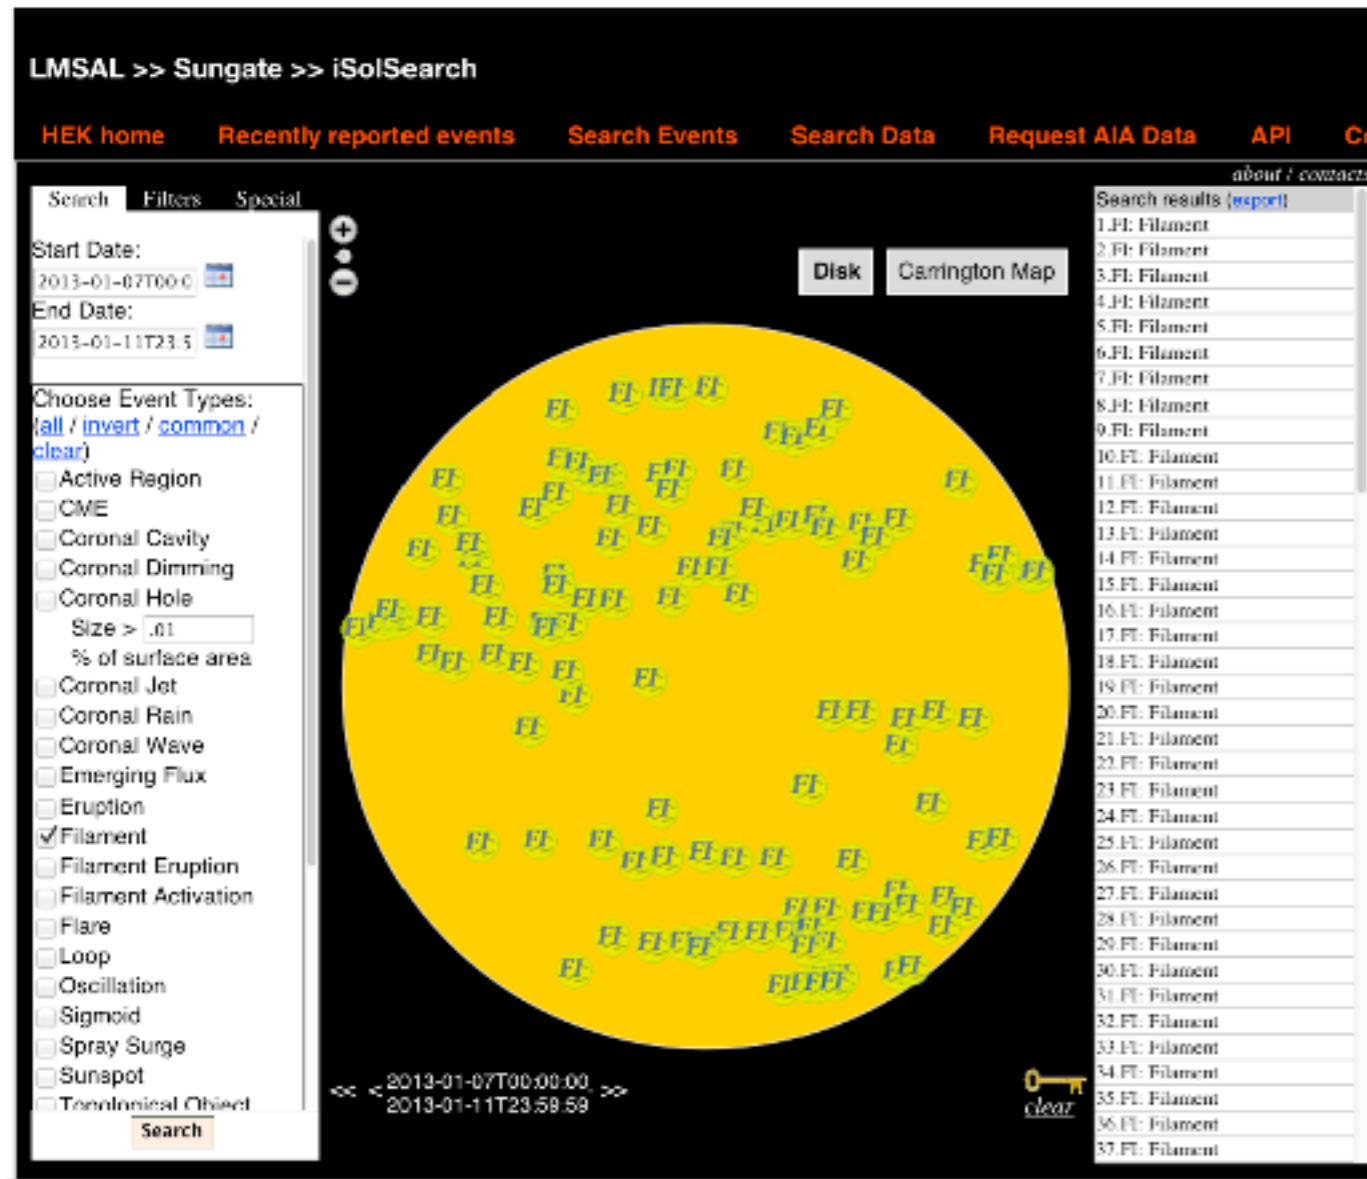 LMSAL >> Sungate >> iSolSearch
HEK home Recently reported events Search Events Search Data Request AIA Data API
about / contacts
Search Filters Special
Start Date:
2013-01-07T00:0
End Date:
2013-01-11T23:5
Choose Event Types:
(all / invert / common /
clear)
Active Region
CME
Coronal Cavity
Coronal Dimming
Coronal Hole
Size > .01
% of surface area
Coronal Jet
Coronal Rain
Coronal Wave
Emerging Flux
Eruption
Filament
Filament Eruption
Filament Activation
Flare
Loop
Oscillation
Sigmoid
Spray Surge
Sunspot
Topological Object
Search
Disk Carrington Map
<< < 2013-01-07T00:00:00 >>
2013-01-11T23:59:59
clear
Search results (export)
1.FI: Filament
2.FI: Filament
3.FI: Filament
4.FI: Filament
5.FI: Filament
6.FI: Filament
7.FI: Filament
8.FI: Filament
9.FI: Filament
10.FI: Filament
11.FI: Filament
12.FI: Filament
13.FI: Filament
14.FI: Filament
15.FI: Filament
16.FI: Filament
17.FI: Filament
18.FI: Filament
19.FI: Filament
20.FI: Filament
21.FI: Filament
22.FI: Filament
23.FI: Filament
24.FI: Filament
25.FI: Filament
26.FI: Filament
27.FI: Filament
28.FI: Filament
29.FI: Filament
30.FI: Filament
31.FI: Filament
32.FI: Filament
33.FI: Filament
34.FI: Filament
35.FI: Filament
36.FI: Filament
37.FI: Filament